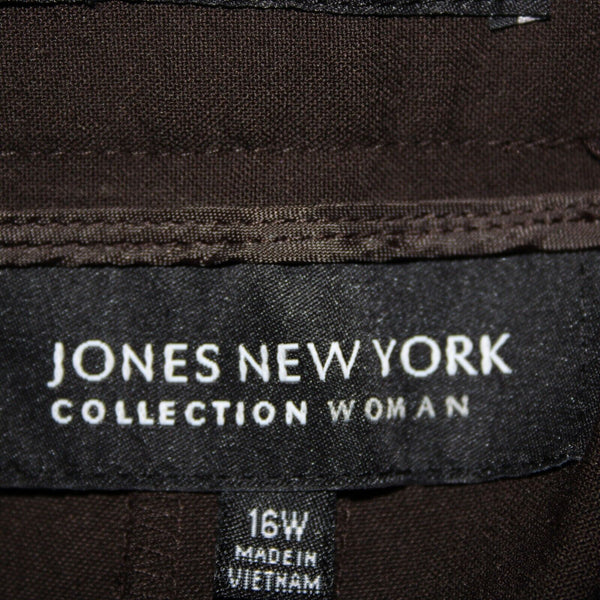 JONES NEW YORK
COLLECTION WOMAN
16W
MADE IN
VIETNAM